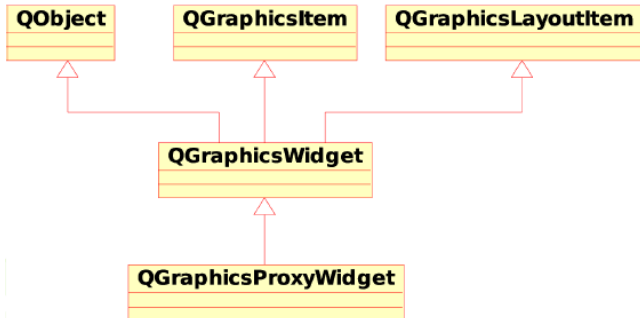 QObject
QGraphicsItem
QGraphicsLayoutItem
QGraphicsWidget
QGraphicsProxyWidget